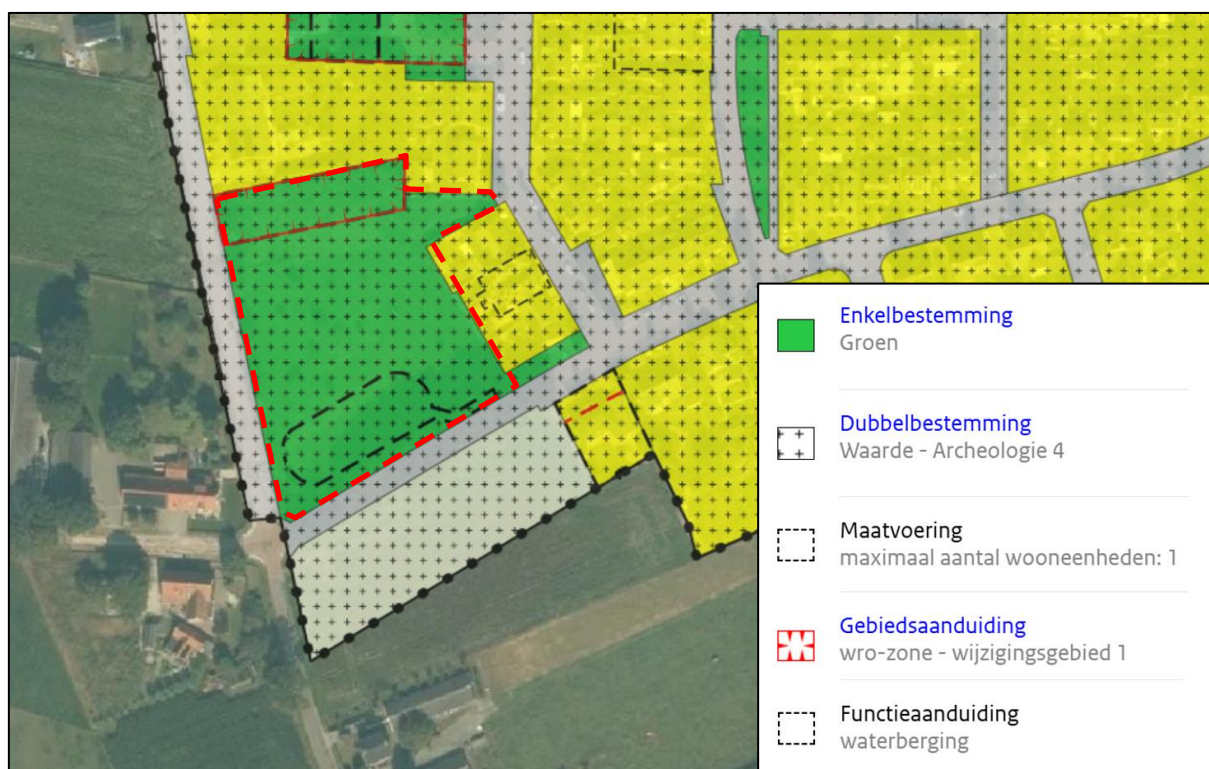 Enkelbestemming
Groen
Dubbelbestemming
Waarde - Archeologie 4
Maatvoering
maximaal aantal wooneenheden: 1
Gebiedsaanduiding
wro-zone - wijzigingsgebied 1
Functieaanduiding
waterberging